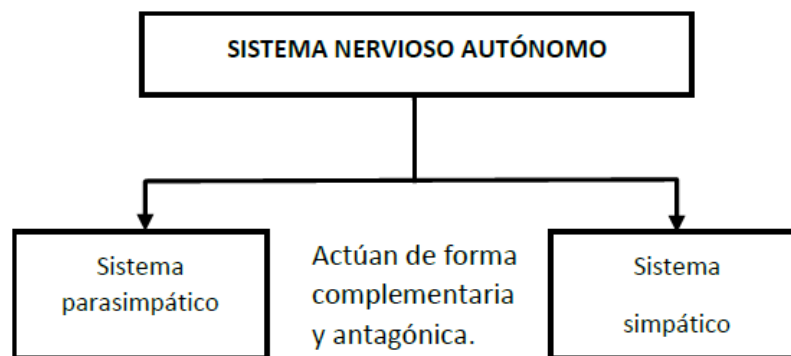 SISTEMA NERVIOSO AUTÓNOMO
Sistema
parasimpático
Actúan de forma
complementaria
y antagónica.
Sistema
simpático